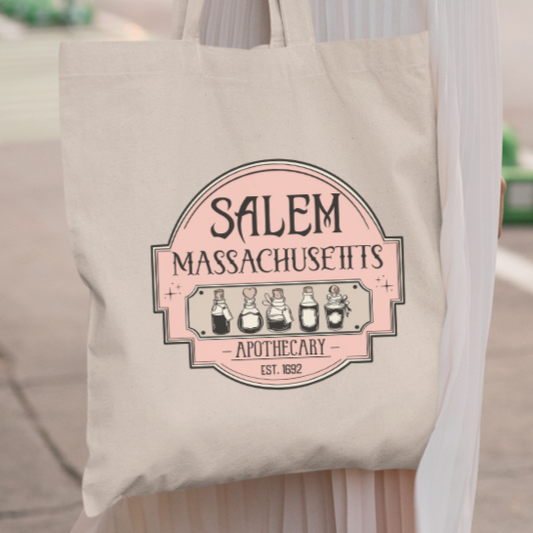 SALEM
MASSACHUSETTS
– APOTHECARY –
EST. 1692